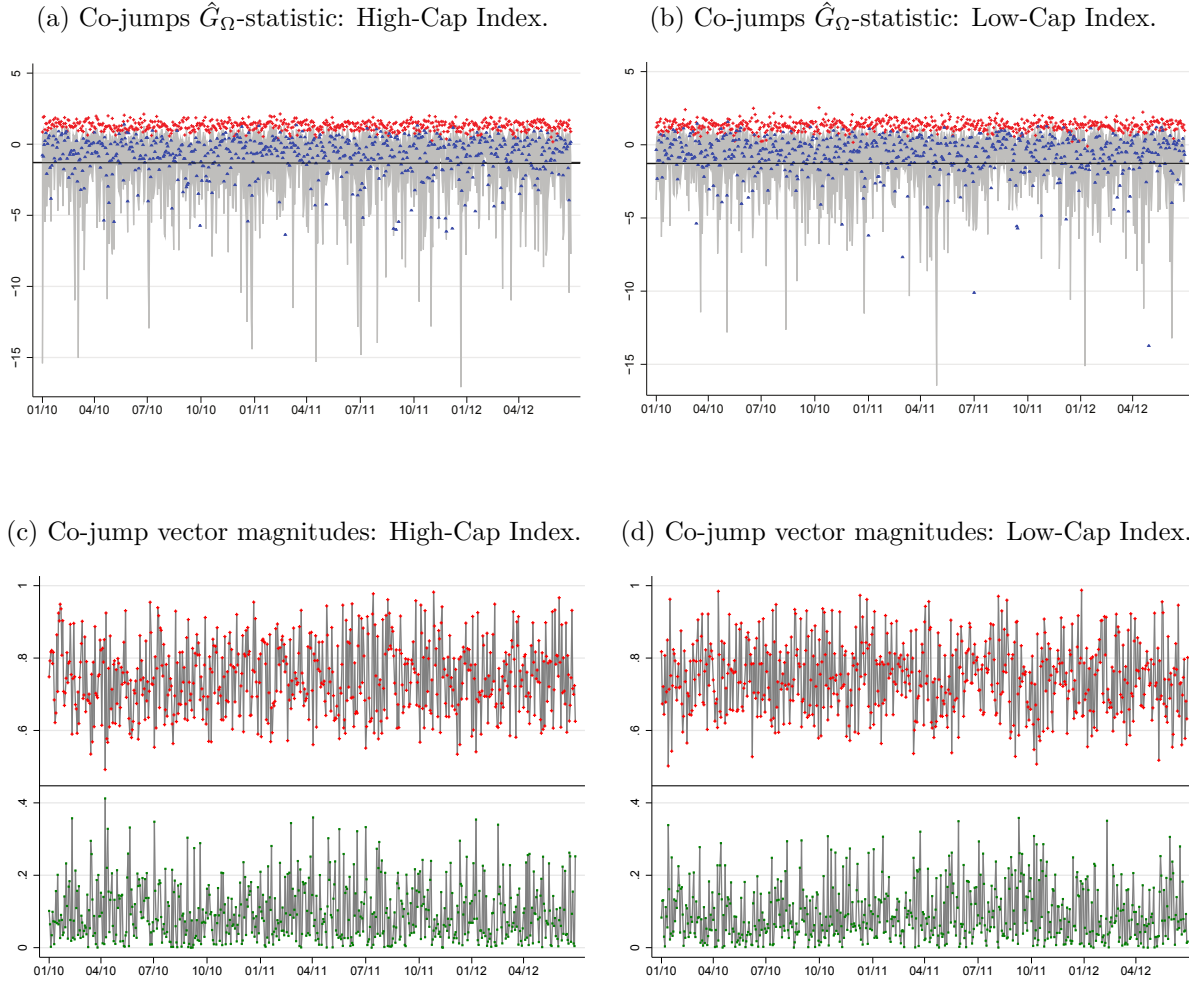 (a) Co-jumps Ĝ_Ω-statistic: High-Cap Index.
5
0
−5
−10
−15
01/10 04/10 07/10 10/10 01/11 04/11 07/11 10/11 01/12 04/12
(b) Co-jumps Ĝ_Ω-statistic: Low-Cap Index.
5
0
−5
−10
−15
01/10 04/10 07/10 10/10 01/11 04/11 07/11 10/11 01/12 04/12
(c) Co-jump vector magnitudes: High-Cap Index.
1
.8
.6
.4
.2
0
01/10 04/10 07/10 10/10 01/11 04/11 07/11 10/11 01/12 04/12
(d) Co-jump vector magnitudes: Low-Cap Index.
1
.8
.6
.4
.2
0
01/10 04/10 07/10 10/10 01/11 04/11 07/11 10/11 01/12 04/12